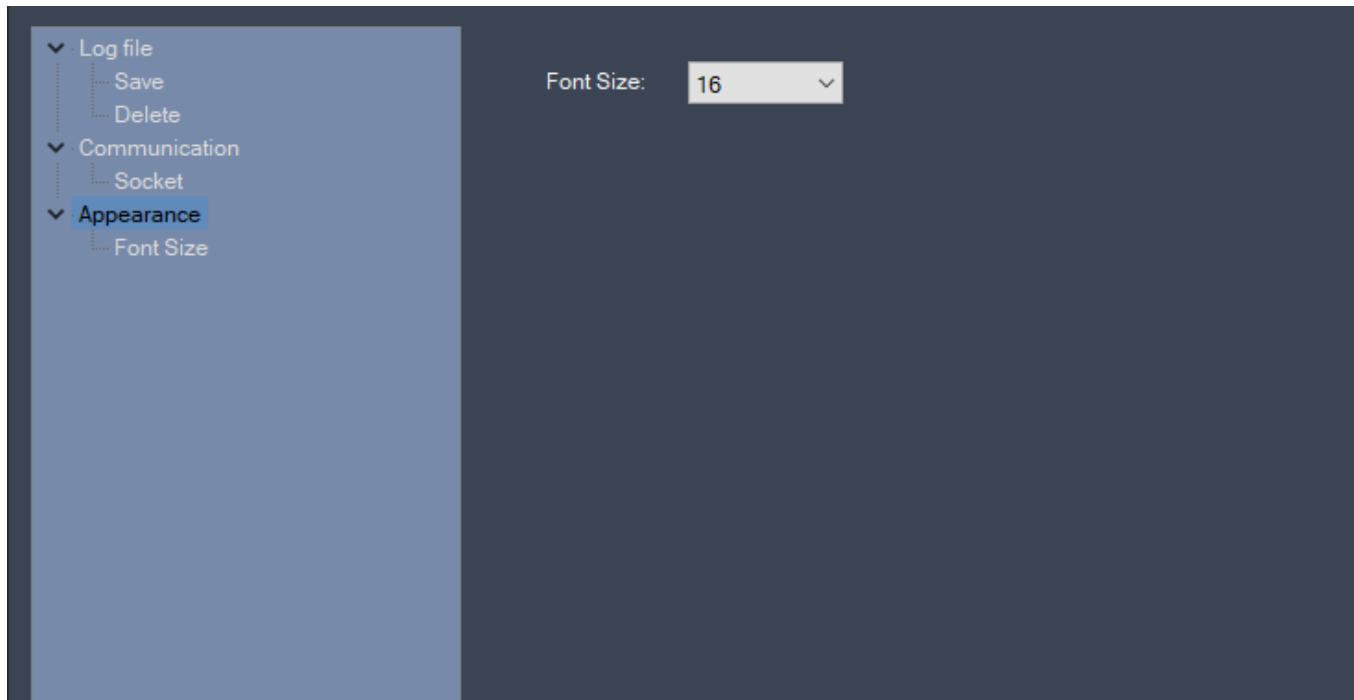 Log file
Save
Delete
Communication
Socket
Appearance
Font Size
Font Size: 16